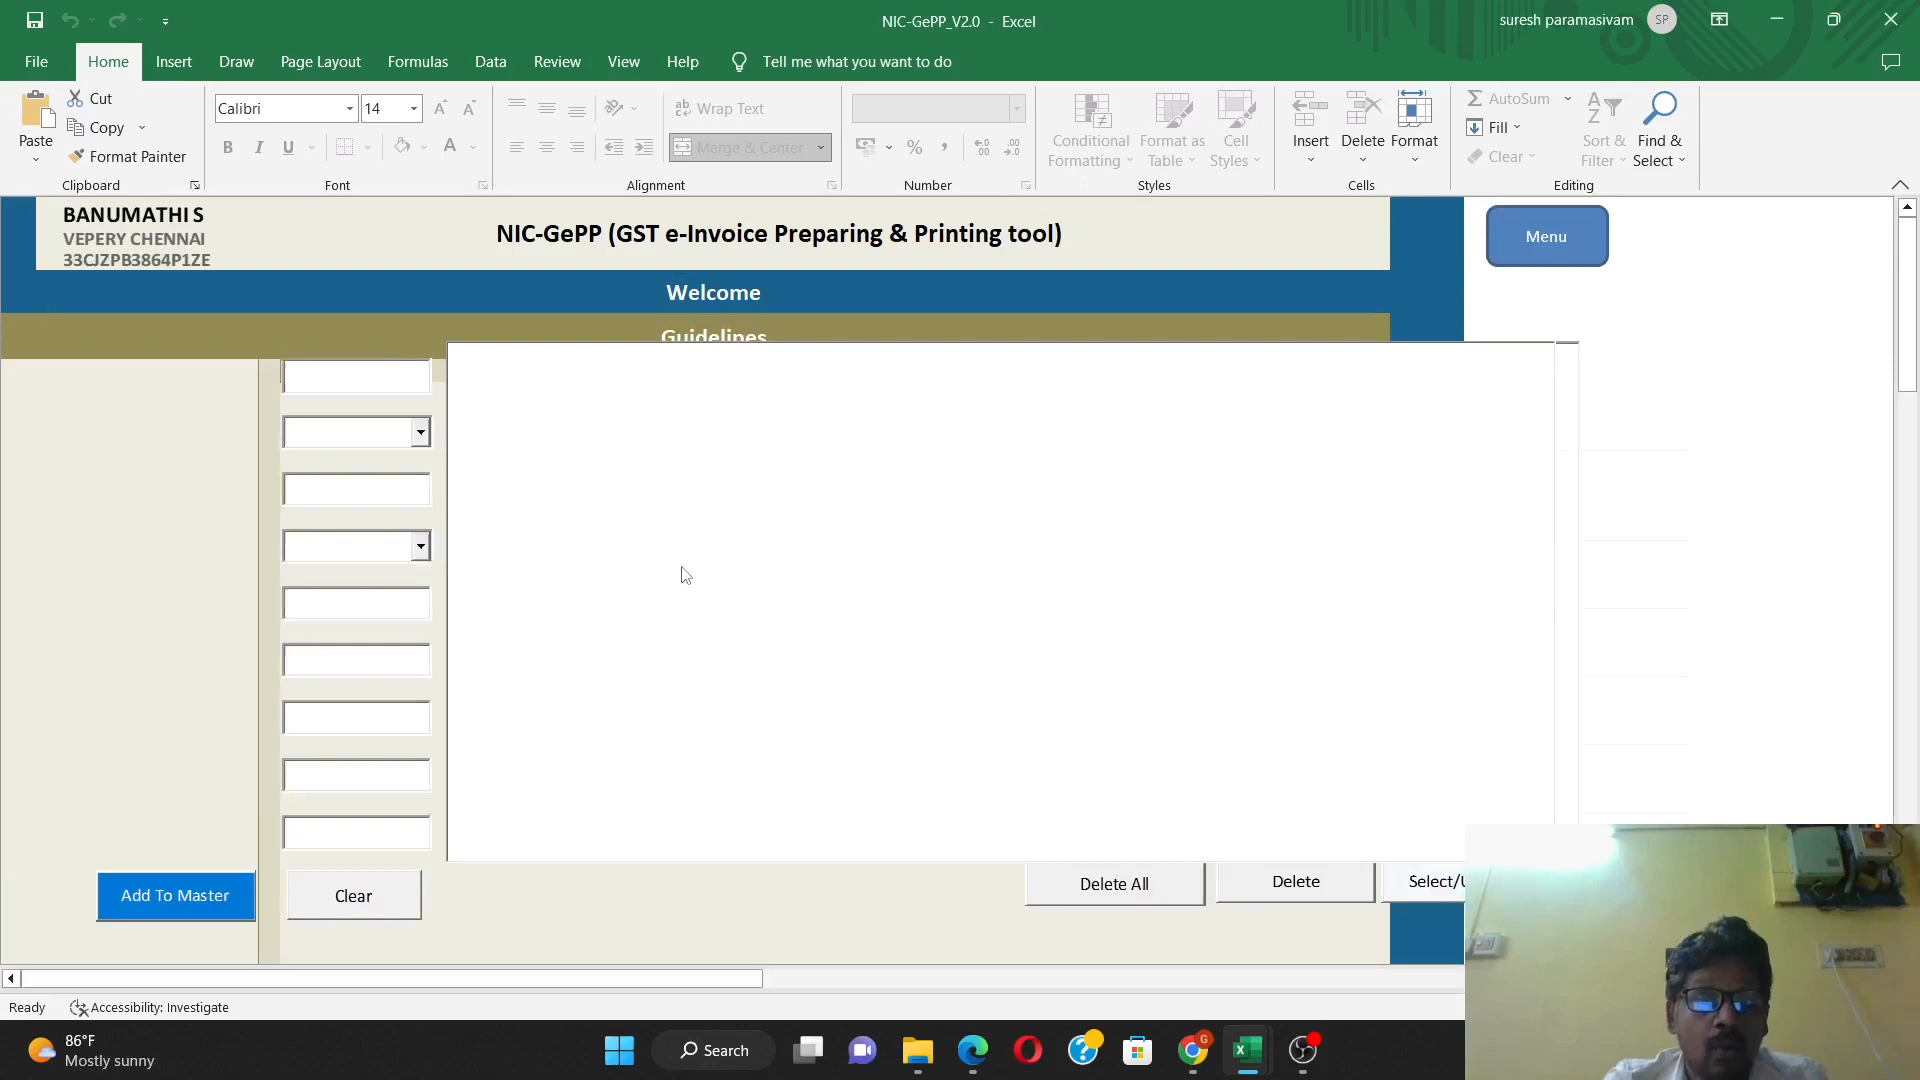 NIC-GePP_V2.0 - Excel
suresh paramasivam SP
File Home Insert Draw Page Layout Formulas Data Review View Help Tell me what you want to do
Paste
Cut
Copy
Format Painter
Clipboard
Calibri 14
B I U A
Font
ab Wrap Text
Merge & Center
Alignment
% ,
Number
Conditional Formatting
Format as Table
Cell Styles
Styles
Insert Delete Format
Cells
AutoSum
Fill
Clear
Sort & Filter
Find & Select
Editing
BANUMATHI S
VEPERY CHENNAI
33CJZPB3864P1ZE
NIC-GePP (GST e-Invoice Preparing & Printing tool)
Menu
Welcome
Guidelines
Add To Master Clear Delete All Delete Select/U
Ready Accessibility: Investigate
86°F
Mostly sunny
Search